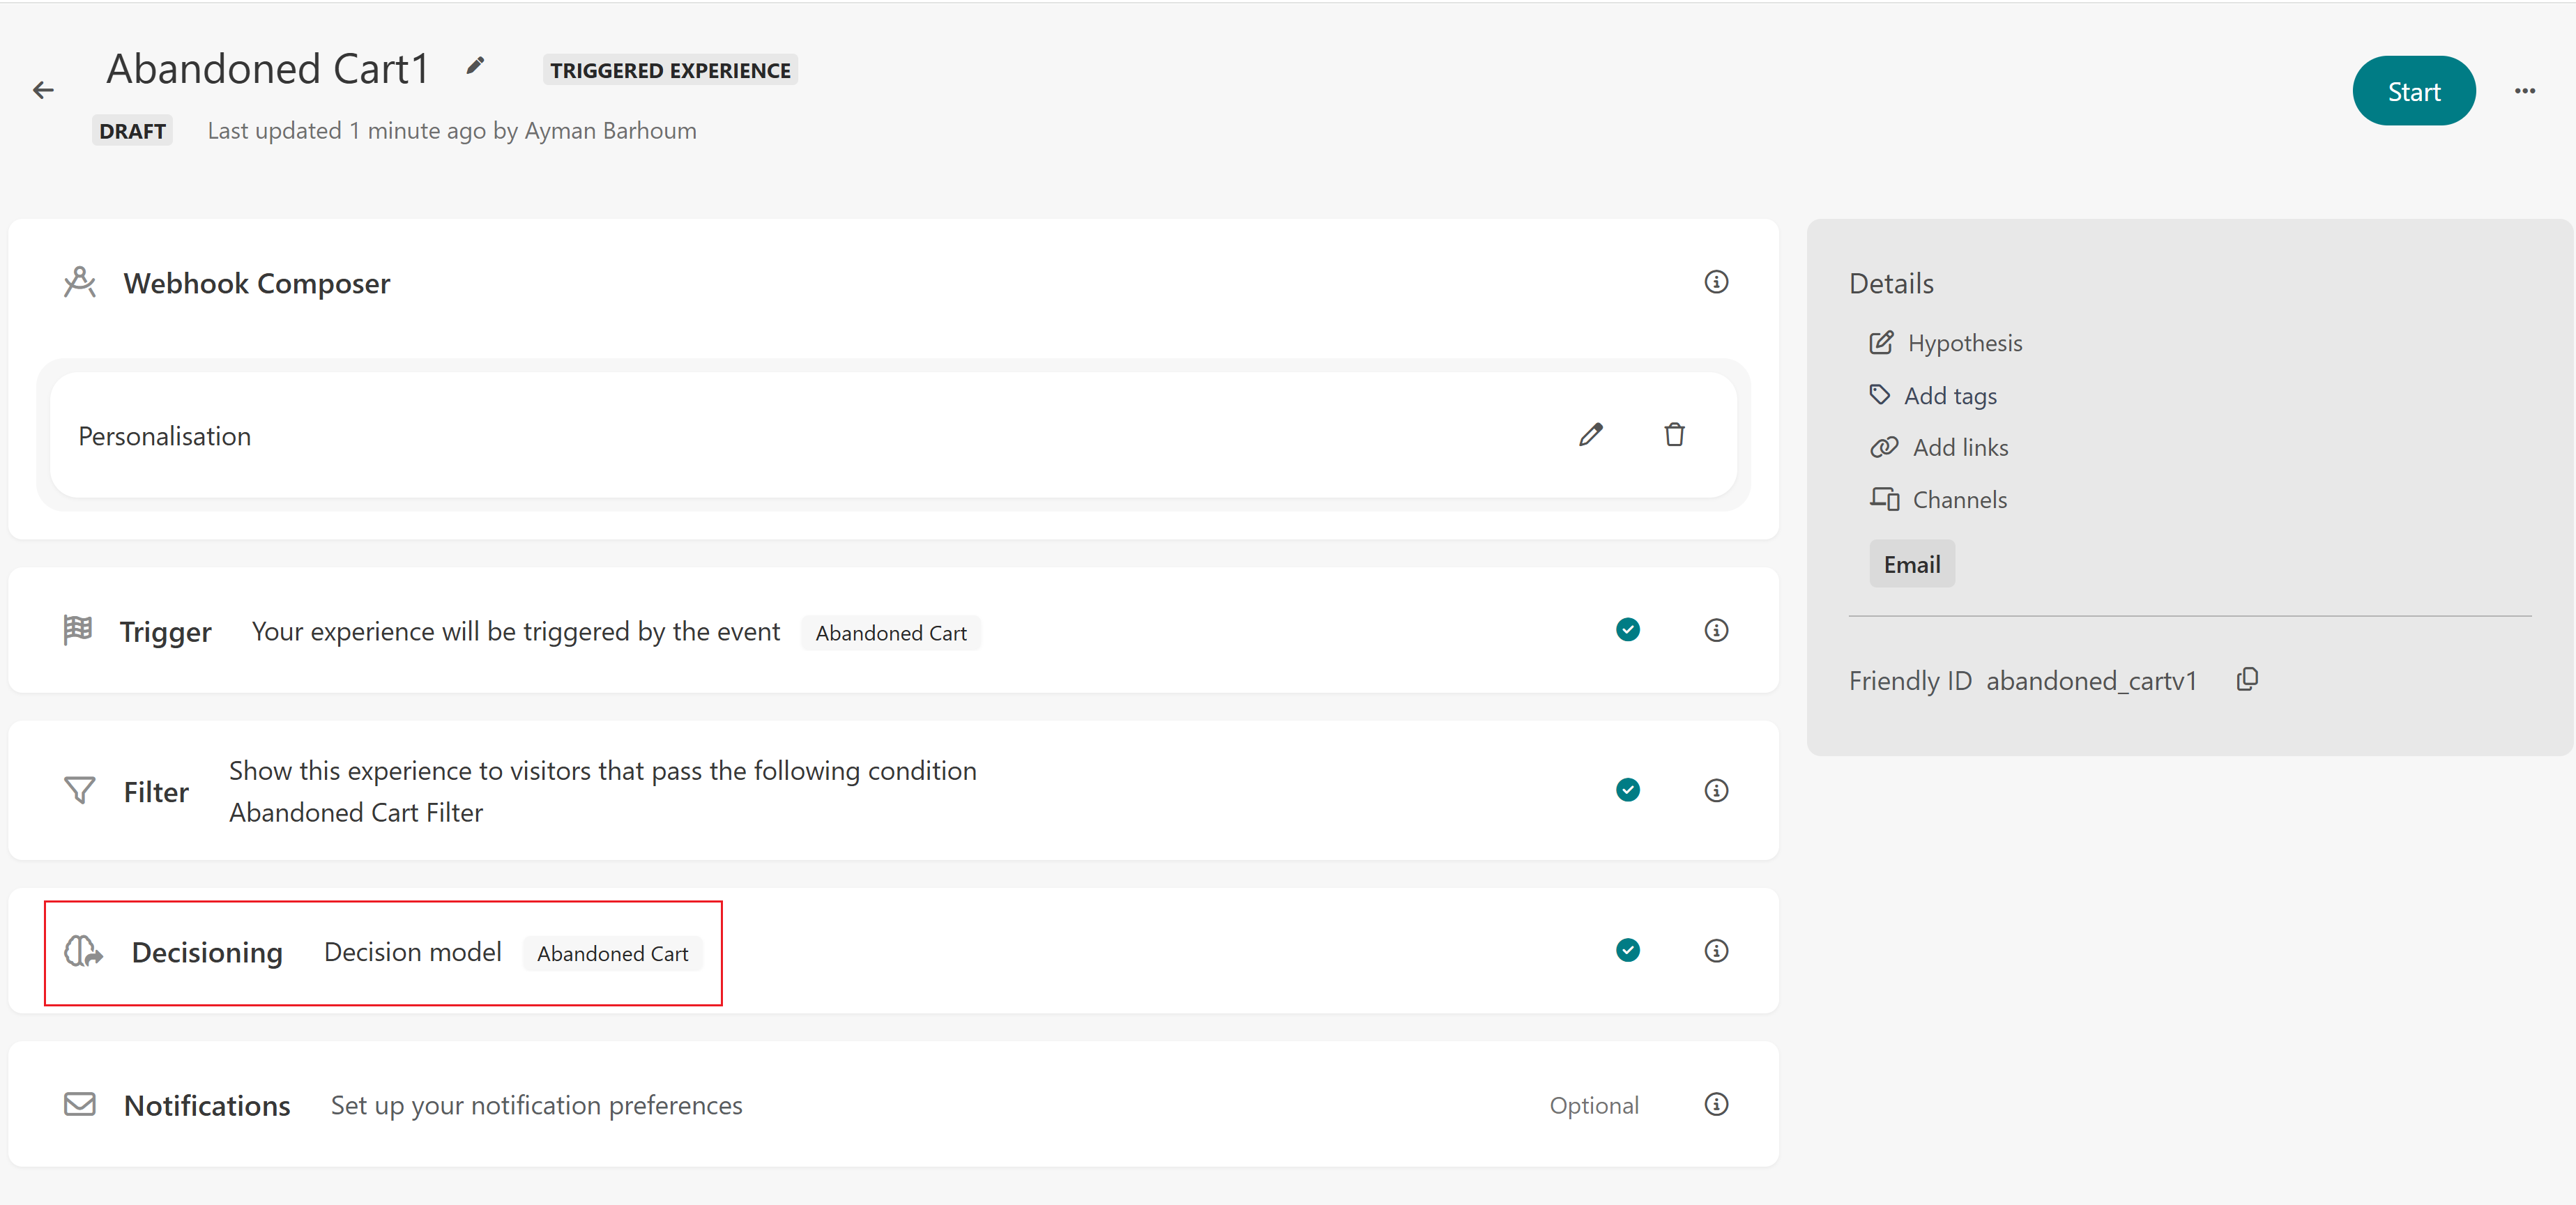 Abandoned Cart1
TRIGGERED EXPERIENCE
Start
DRAFT
Last updated 1 minute ago by Ayman Barhoum
Webhook Composer
Personalisation
Trigger
Your experience will be triggered by the event
Abandoned Cart
Filter
Show this experience to visitors that pass the following condition
Abandoned Cart Filter
Decisioning
Decision model
Abandoned Cart
Notifications
Set up your notification preferences
Optional
Details
Hypothesis
Add tags
Add links
Channels
Email
Friendly ID abandoned_cartv1